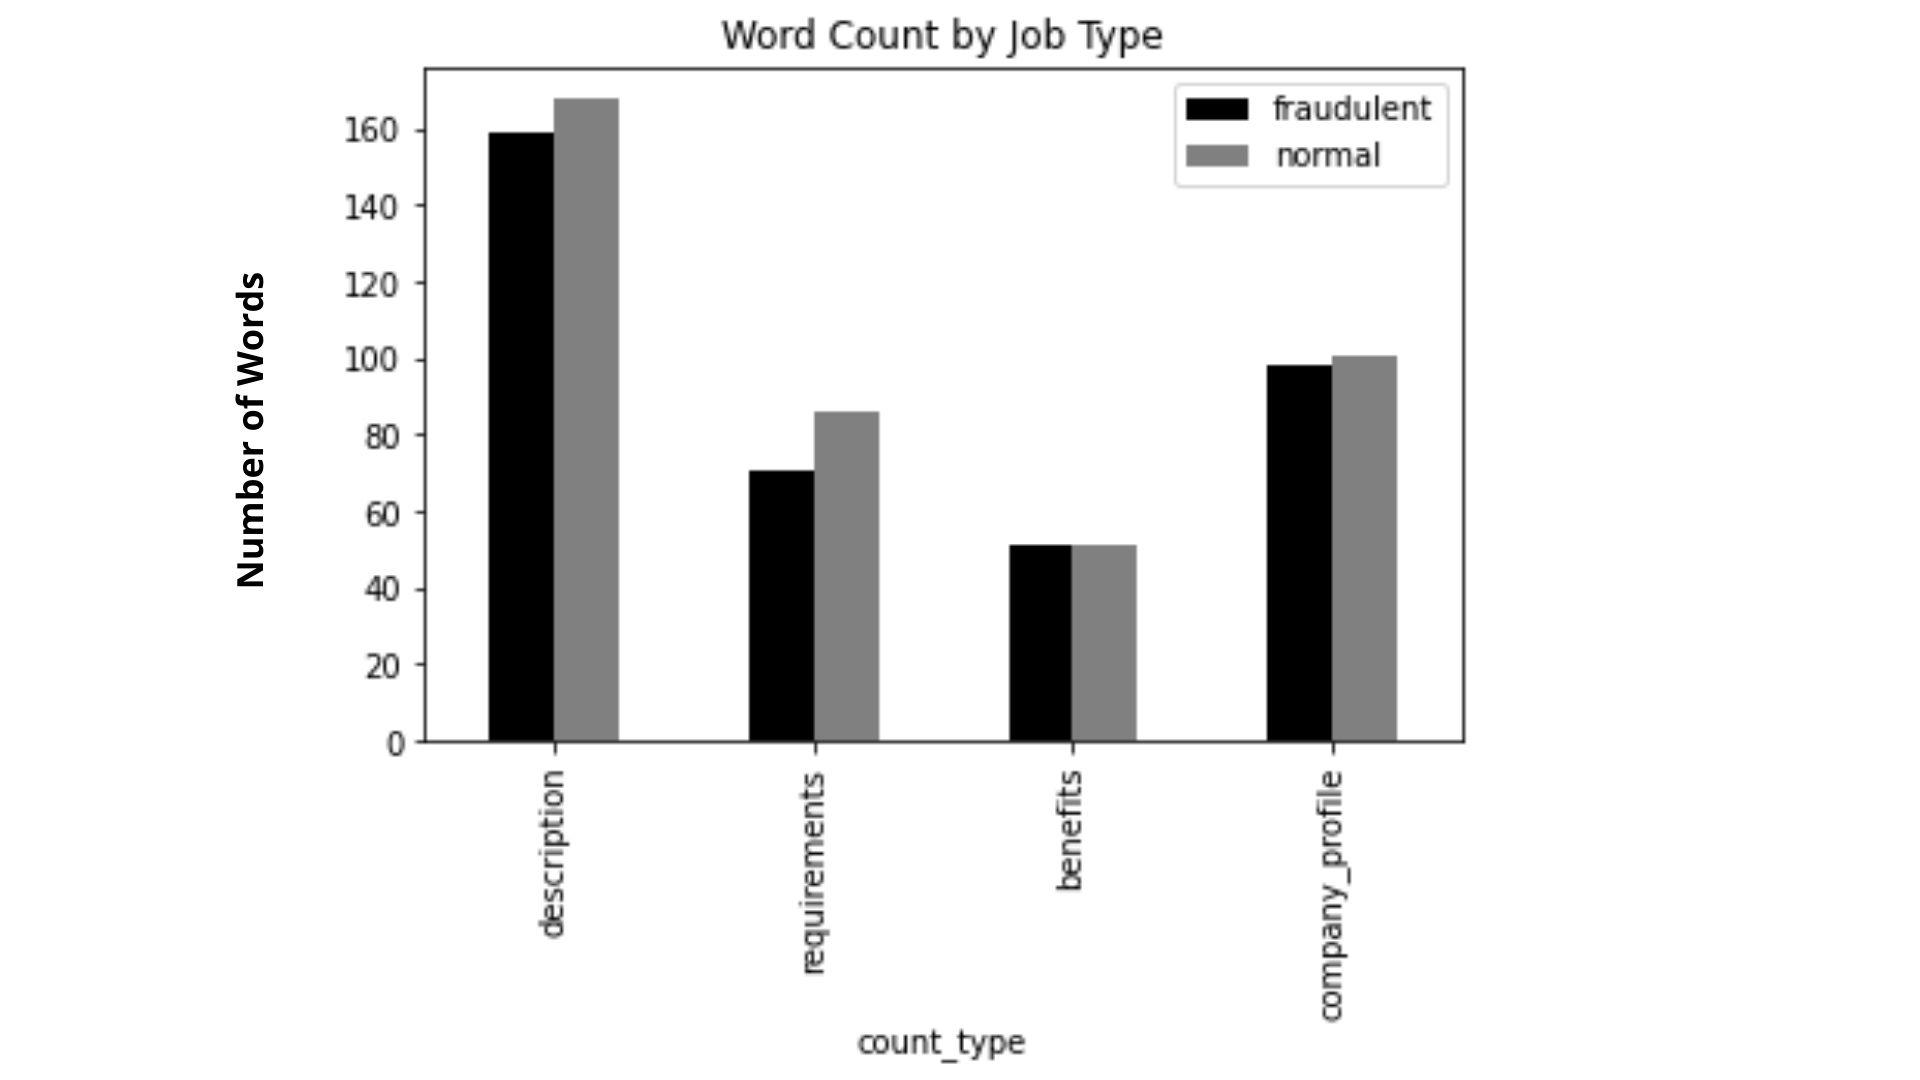 Word Count by Job Type
fraudulent
normal
Number of Words
160
140
120
100
80
60
40
20
0
description
requirements
benefits
company_profile
count_type